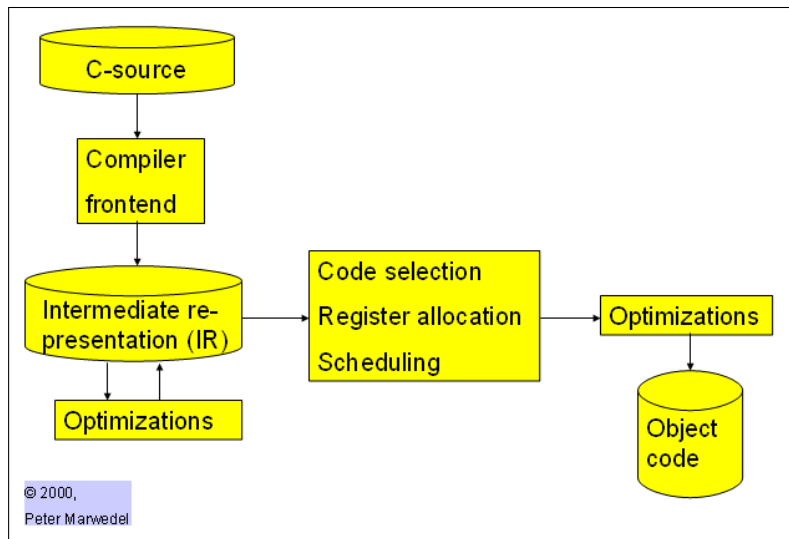 C-source
Compiler
frontend
Intermediate re-
presentation (IR)
Optimizations
Code selection
Register allocation
Scheduling
Optimizations
Object
code
© 2000,
Peter Marwedel